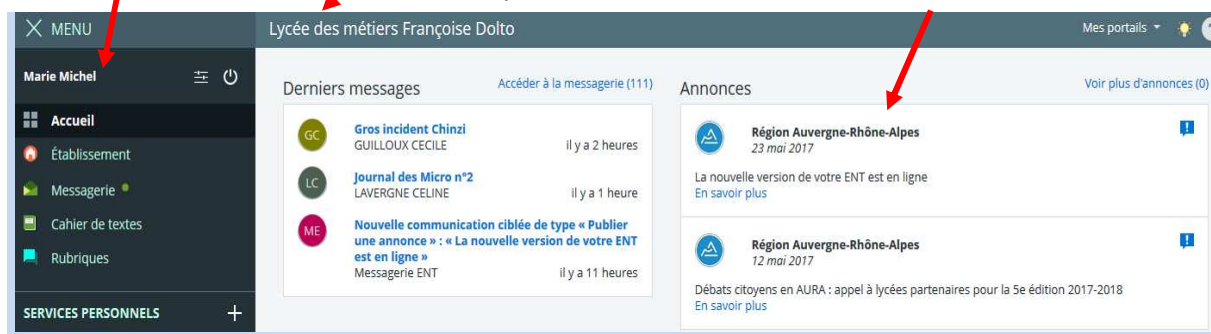 MENU
Lycée des métiers Françoise Dolto
Mes portails
Marie Michel
Accueil
Établissement
Messagerie
Cahier de textes
Rubriques
SERVICES PERSONNELS
Derniers messages
Accéder à la messagerie (111)
GC
Gros incident Chinzi
GUILLOUX CECILE
il y a 2 heures
LC
Journal des Micro n°2
LAVERGNE CELINE
il y a 1 heure
ME
Nouvelle communication ciblée de type « Publier
une annonce » : « La nouvelle version de votre ENT
est en ligne »
Messagerie ENT
il y a 11 heures
Annonces
Voir plus d'annonces (0)
Région Auvergne-Rhône-Alpes
23 mai 2017
La nouvelle version de votre ENT est en ligne
En savoir plus
Région Auvergne-Rhône-Alpes
12 mai 2017
Débats citoyens en AURA : appel à lycées partenaires pour la 5e édition 2017-2018
En savoir plus